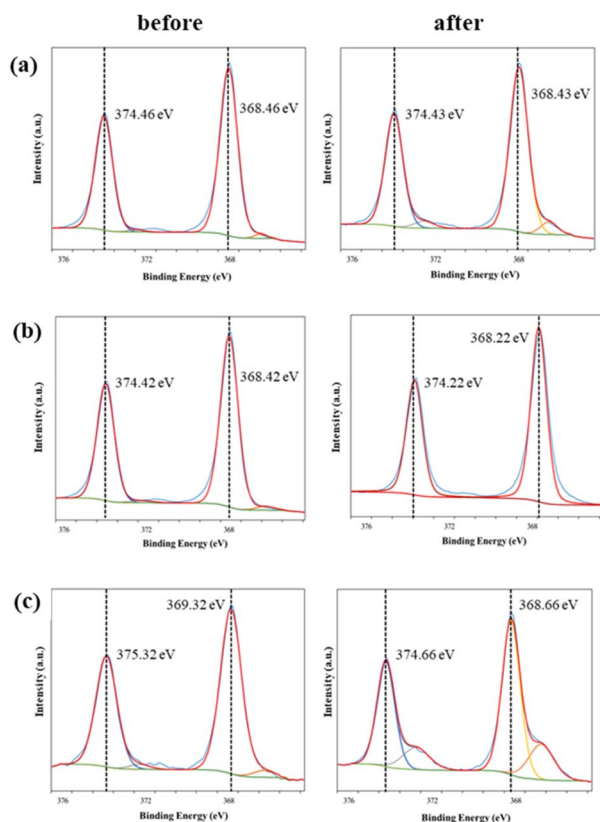 before after
(a)
374.46 eV 368.46 eV
Intensity (a.u.)
376 372 368
Binding Energy (eV)
374.43 eV 368.43 eV
Intensity (a.u.)
376 372 368
Binding Energy (eV)
(b)
374.42 eV 368.42 eV
Intensity (a.u.)
376 372 368
Binding Energy (eV)
368.22 eV
374.22 eV
Intensity (a.u.)
376 372 368
Binding Energy (eV)
(c)
369.32 eV
375.32 eV
Intensity (a.u.)
376 372 368
Binding Energy (eV)
368.66 eV
374.66 eV
Intensity (a.u.)
376 372 368
Binding Energy (eV)